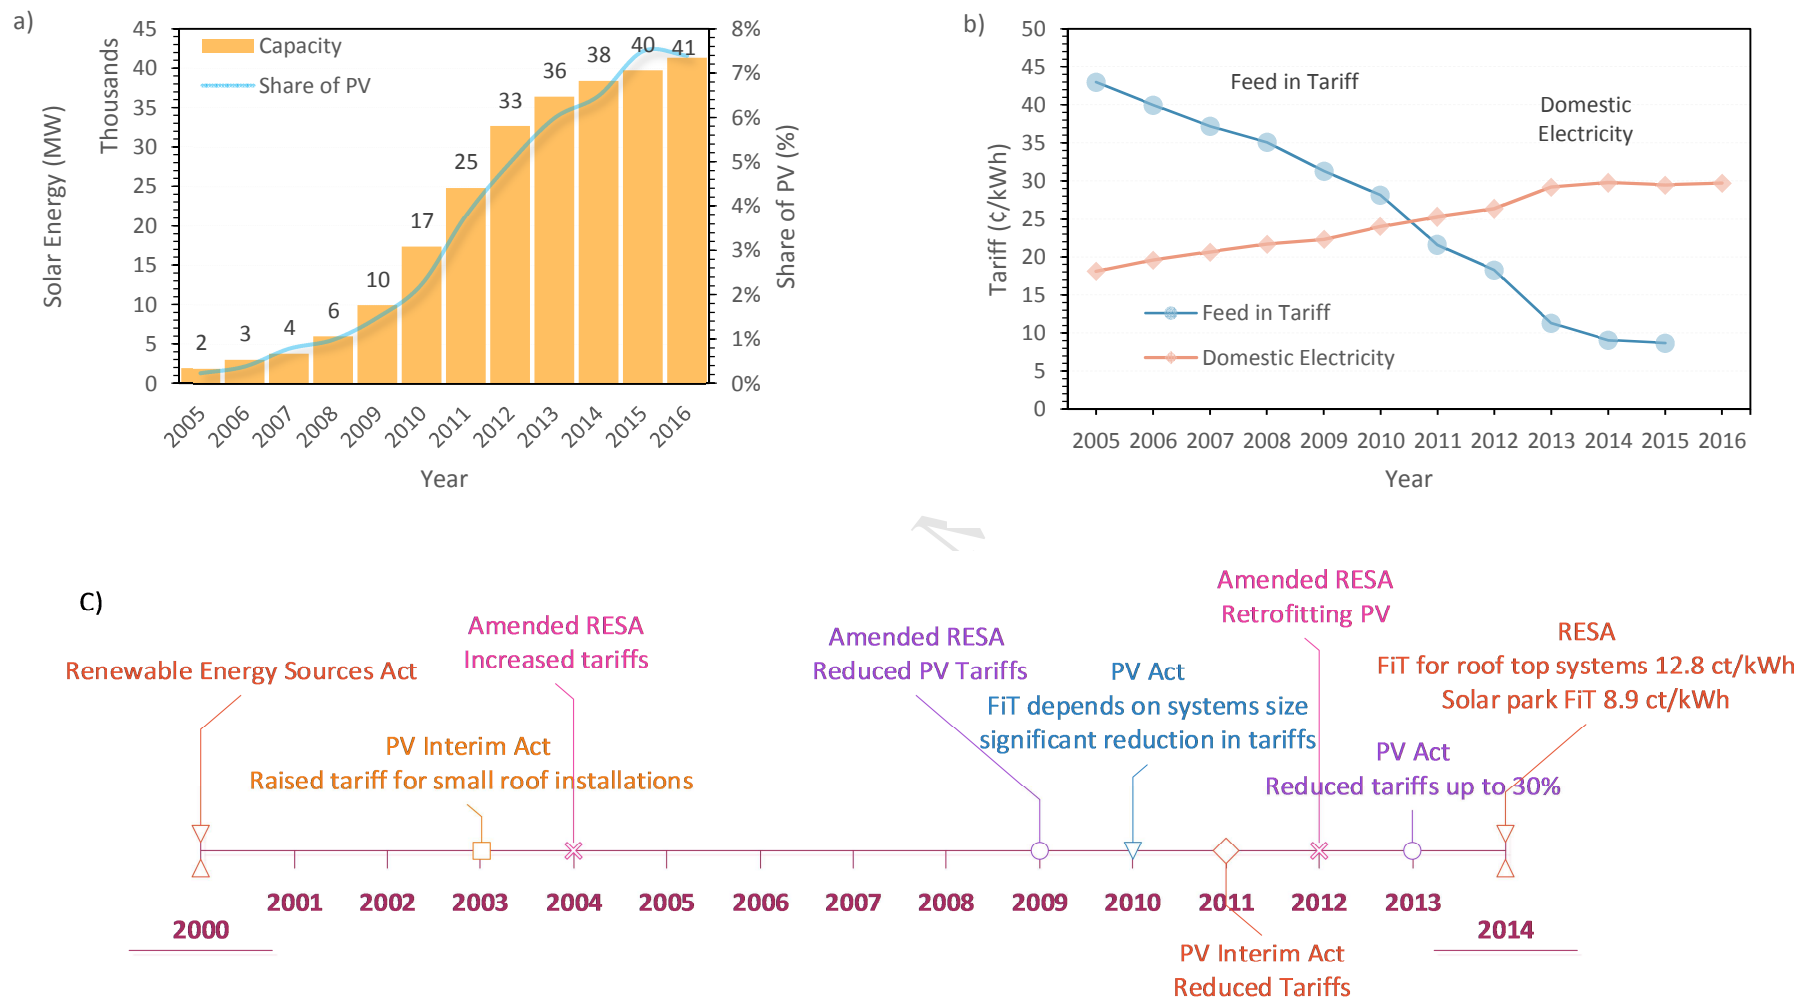 a)
Thousands
Solar Energy (MW)
45
40
35
30
25
20
15
10
5
0
Capacity
Share of PV
2
3
4
6
10
17
25
33
36
38
40
41
8%
7%
6%
5%
4%
3%
2%
1%
0%
Share of PV (%)
2005
2006
2007
2008
2009
2010
2011
2012
2013
2014
2015
2016
Year
b)
Tariff (¢/kWh)
50
45
40
35
30
25
20
15
10
5
0
Feed in Tariff
Domestic
Electricity
Feed in Tariff
Domestic Electricity
2005 2006 2007 2008 2009 2010 2011 2012 2013 2014 2015 2016
Year
C)
Renewable Energy Sources Act
PV Interim Act
Raised tariff for small roof installations
Amended RESA
Increased tariffs
Amended RESA
Reduced PV Tariffs
PV Act
FiT depends on systems size
significant reduction in tariffs
Amended RESA
Retrofitting PV
PV Act
Reduced tariffs up to 30%
RESA
FiT for roof top systems 12.8 ct/kWh
Solar park FiT 8.9 ct/kWh
2000
2001
2002
2003
2004
2005
2006
2007
2008
2009
2010
2011
2012
2013
2014
PV Interim Act
Reduced Tariffs